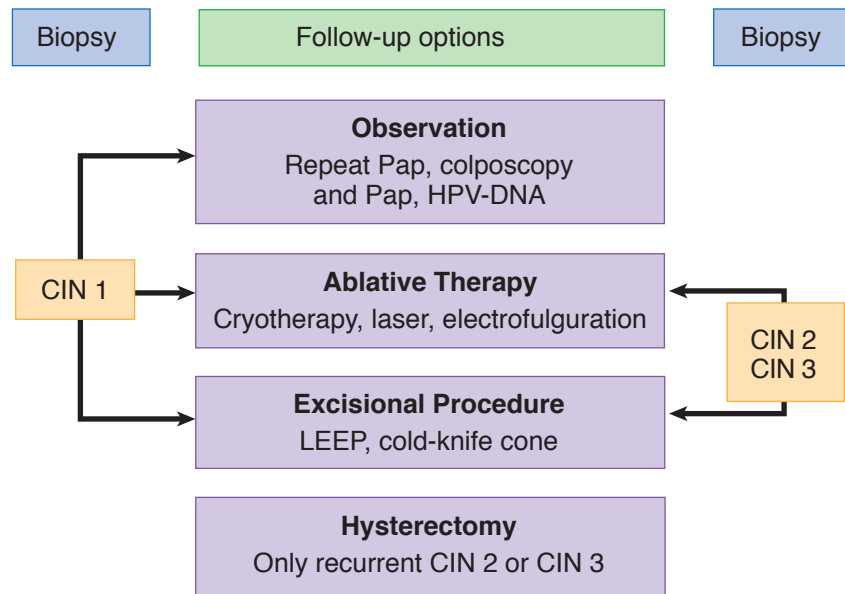 Biopsy
Follow-up options
Biopsy
Observation
Repeat Pap, colposcopy
and Pap, HPV-DNA
CIN 1
Ablative Therapy
Cryotherapy, laser, electrofulguration
CIN 2
CIN 3
Excisional Procedure
LEEP, cold-knife cone
Hysterectomy
Only recurrent CIN 2 or CIN 3